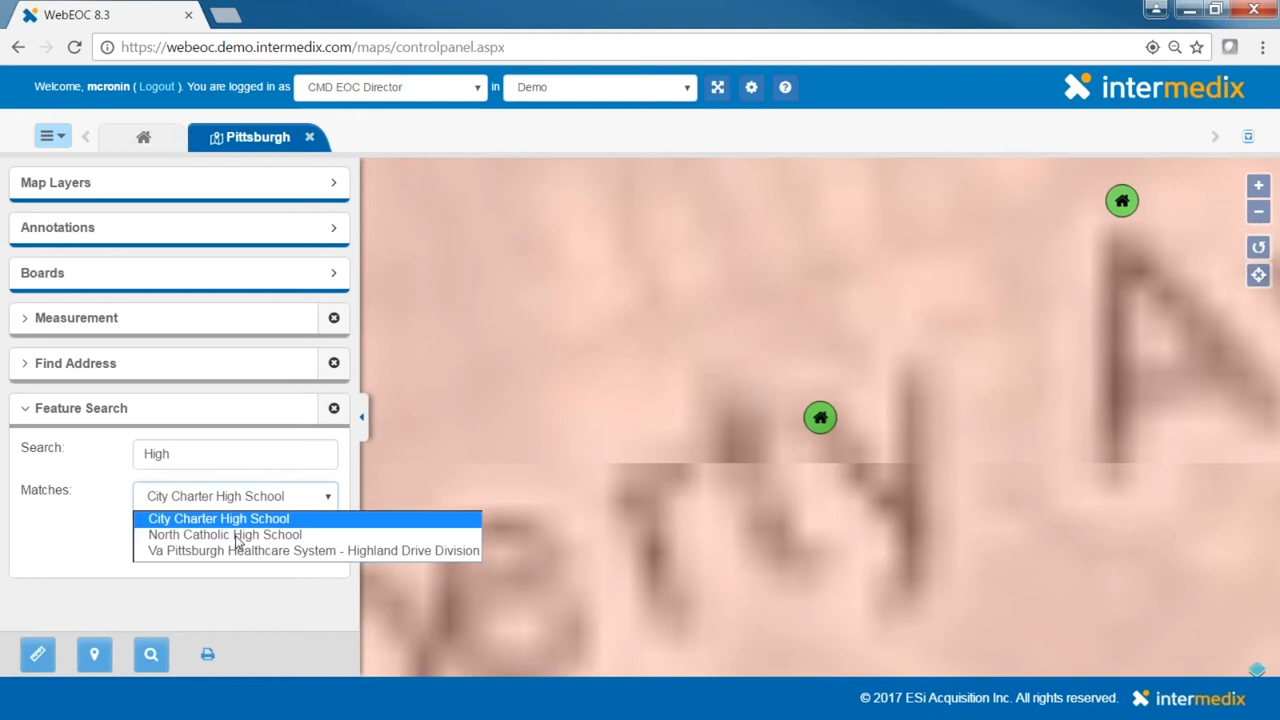 WebEOC 8.3
https://webeoc.demo.intermedix.com/maps/controlpanel.aspx
Welcome, mcronin ( Logout ). You are logged in as CMD EOC Director in Demo
intermedix
Pittsburgh
Map Layers
Annotations
Boards
Measurement
Find Address
Feature Search
Search: High
Matches: City Charter High School
City Charter High School
North Catholic High School
Va Pittsburgh Healthcare System - Highland Drive Division
© 2017 ESi Acquisition Inc. All rights reserved. intermedix